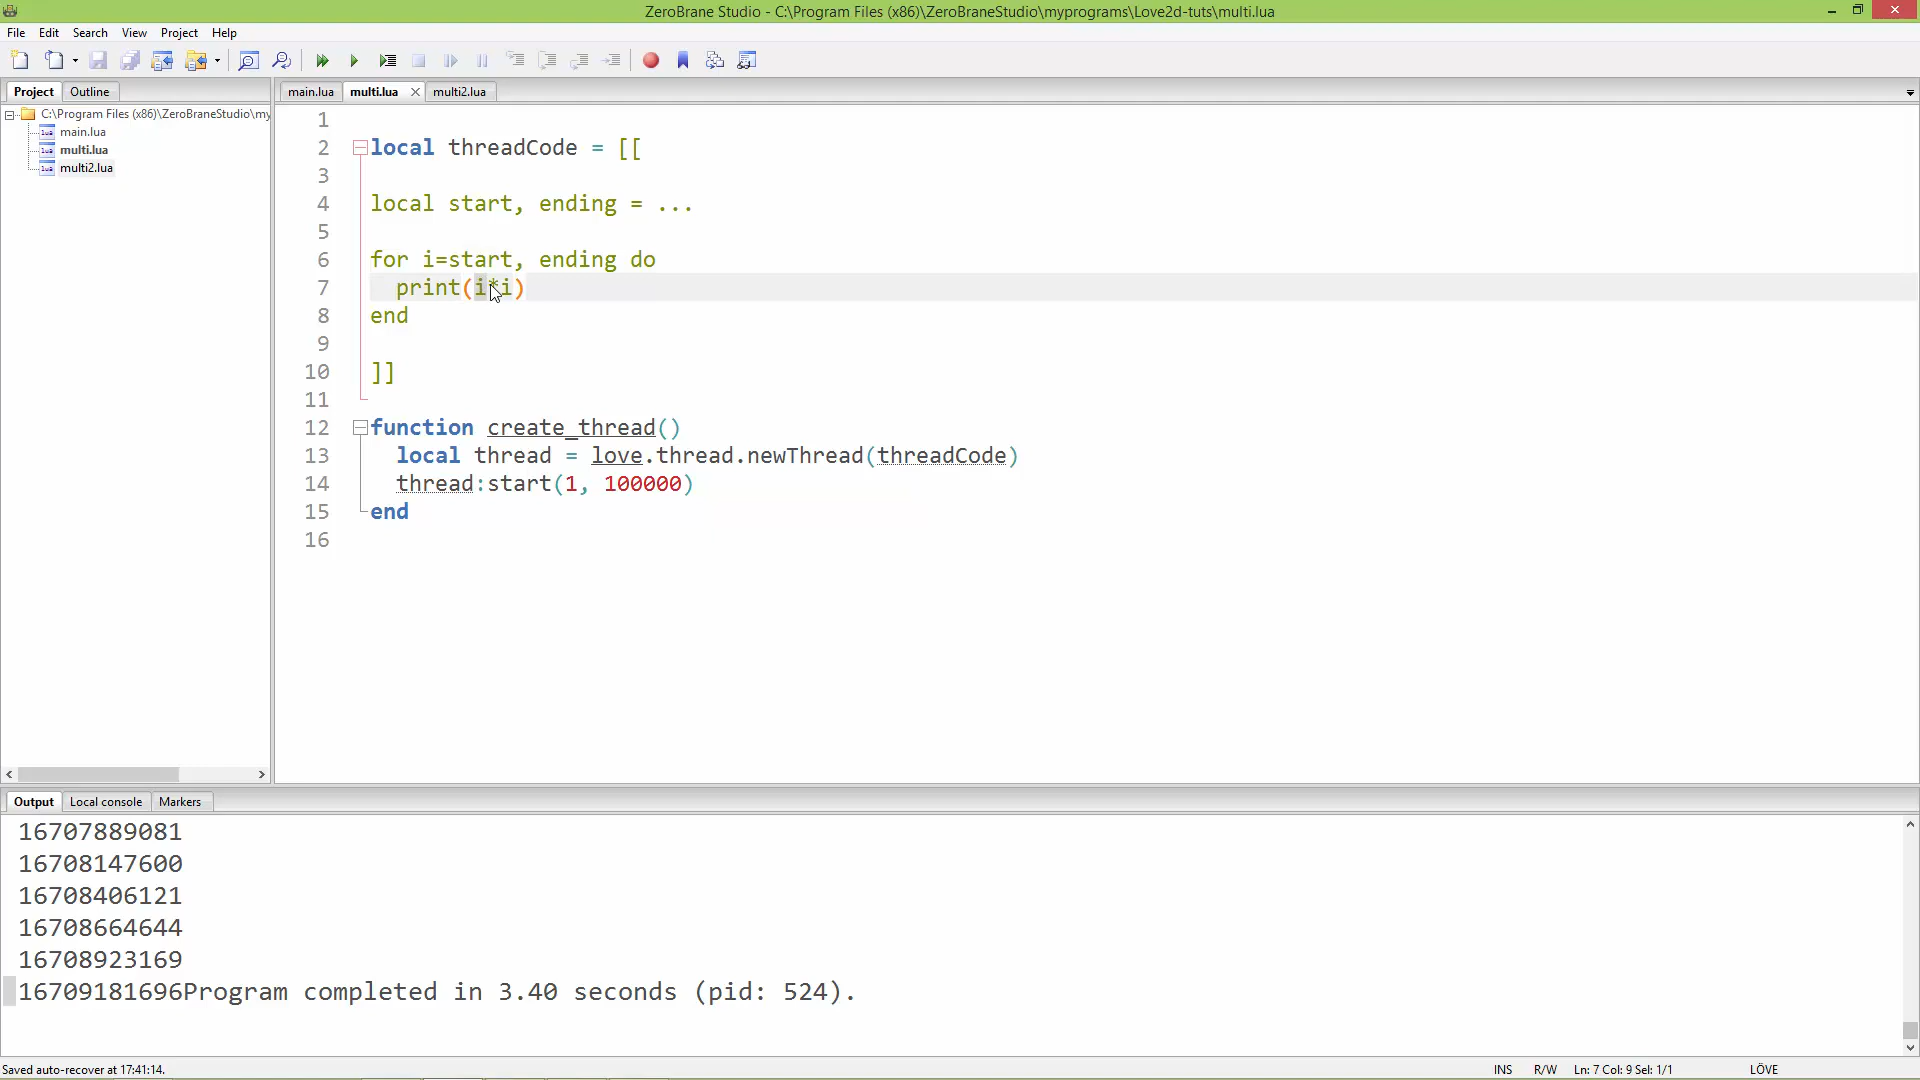 ZeroBrane Studio - C:\Program Files (x86)\ZeroBraneStudio\myprograms\Love2d-tuts\multi.lua
File Edit Search View Project Help
Project Outline
main.lua multi.lua multi2.lua
C:\Program Files (x86)\ZeroBraneStudio\my
main.lua
multi.lua
multi2.lua
1
2 local threadCode = [[
3
4 local start, ending = ...
5
6 for i=start, ending do
7 print(i*i)
8 end
9
10 ]]
11
12 function create_thread()
13 local thread = love.thread.newThread(threadCode)
14 thread:start(1, 100000)
15 end
16
Output Local console Markers
16707889081
16708147600
16708406121
16708664644
16708923169
16709181696Program completed in 3.40 seconds (pid: 524).
Saved auto-recover at 17:41:14. INS R/W Ln: 7 Col: 9 Sel: 1/1 LÖVE